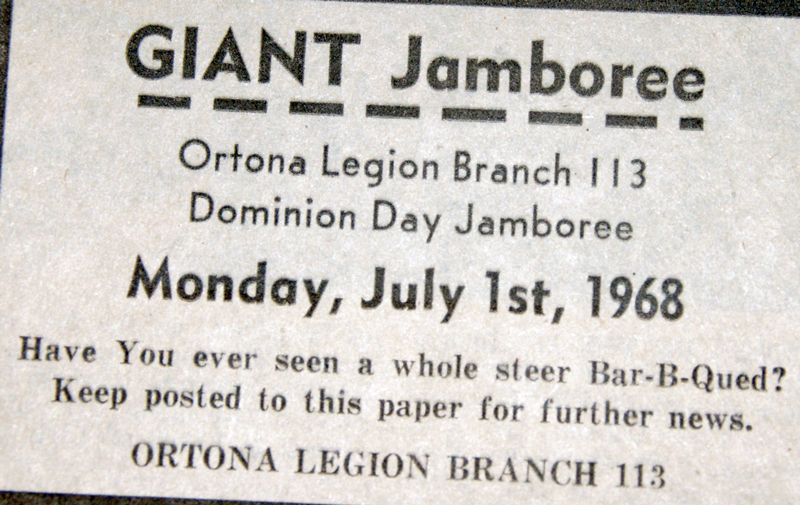 GIANT Jamboree
Ortona Legion Branch 113
Dominion Day Jamboree
Monday, July 1st, 1968
Have You ever seen a whole steer Bar-B-Qued?
Keep posted to this paper for further news.
ORTONA LEGION BRANCH 113